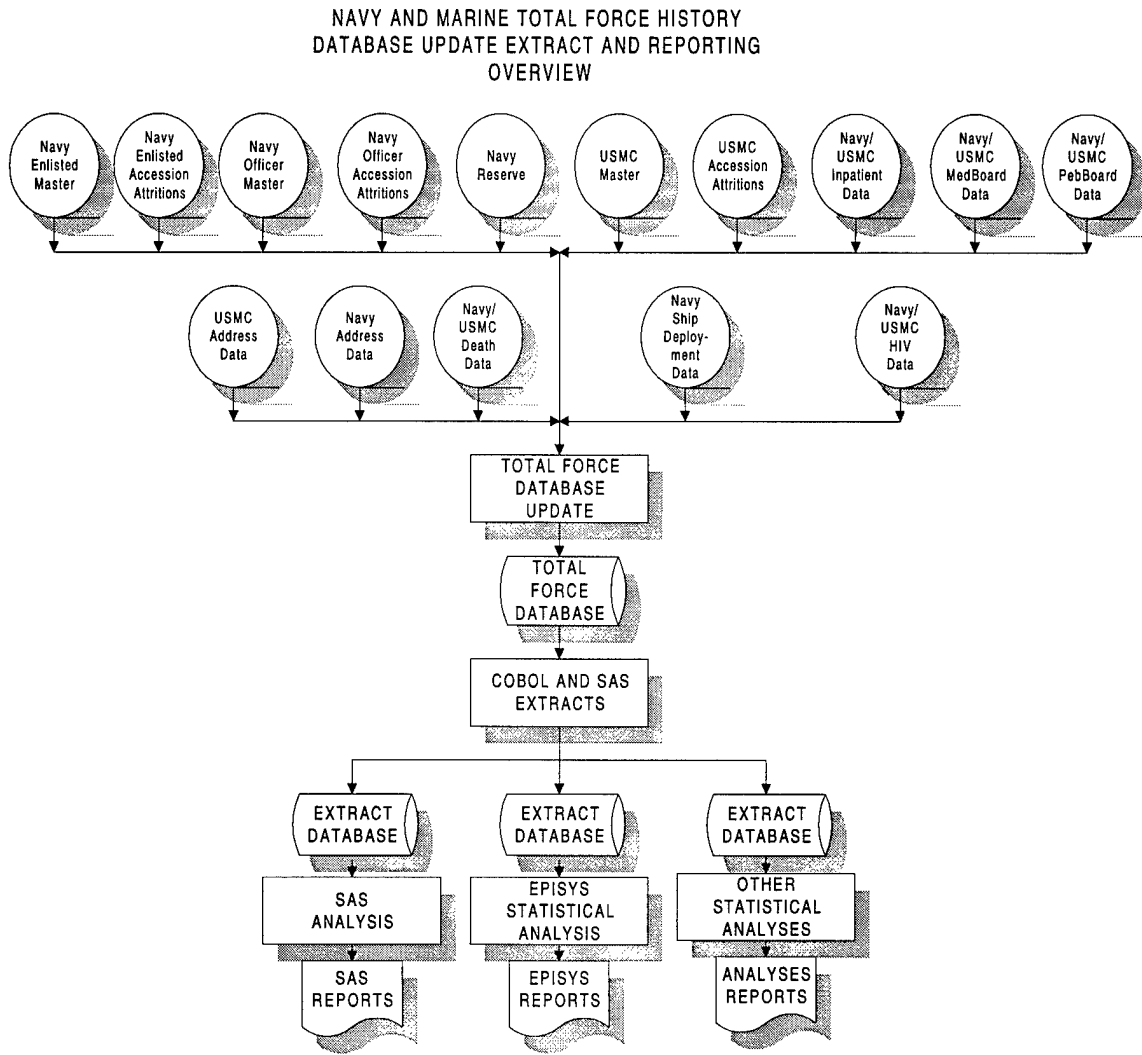 NAVY AND MARINE TOTAL FORCE HISTORY
DATABASE UPDATE EXTRACT AND REPORTING
OVERVIEW
Navy
Enlisted
Master
Navy
Enlisted
Accession
Attritions
Navy
Officer
Master
Navy
Officer
Accession
Attritions
Navy
Reserve
USMC
Master
USMC
Accession
Attritions
Navy/
USMC
Inpatient
Data
Navy/
USMC
MedBoard
Data
Navy/
USMC
PebBoard
Data
USMC
Address
Data
Navy
Address
Data
Navy/
USMC
Death
Data
Navy
Ship
Deploy-
ment
Data
Navy/
USMC
HIV
Data
TOTAL FORCE
DATABASE
UPDATE
TOTAL
FORCE
DATABASE
COBOL AND SAS
EXTRACTS
EXTRACT
DATABASE
EXTRACT
DATABASE
EXTRACT
DATABASE
SAS
ANALYSIS
EPISYS
STATISTICAL
ANALYSIS
OTHER
STATISTICAL
ANALYSES
SAS
REPORTS
EPISYS
REPORTS
ANALYSES
REPORTS